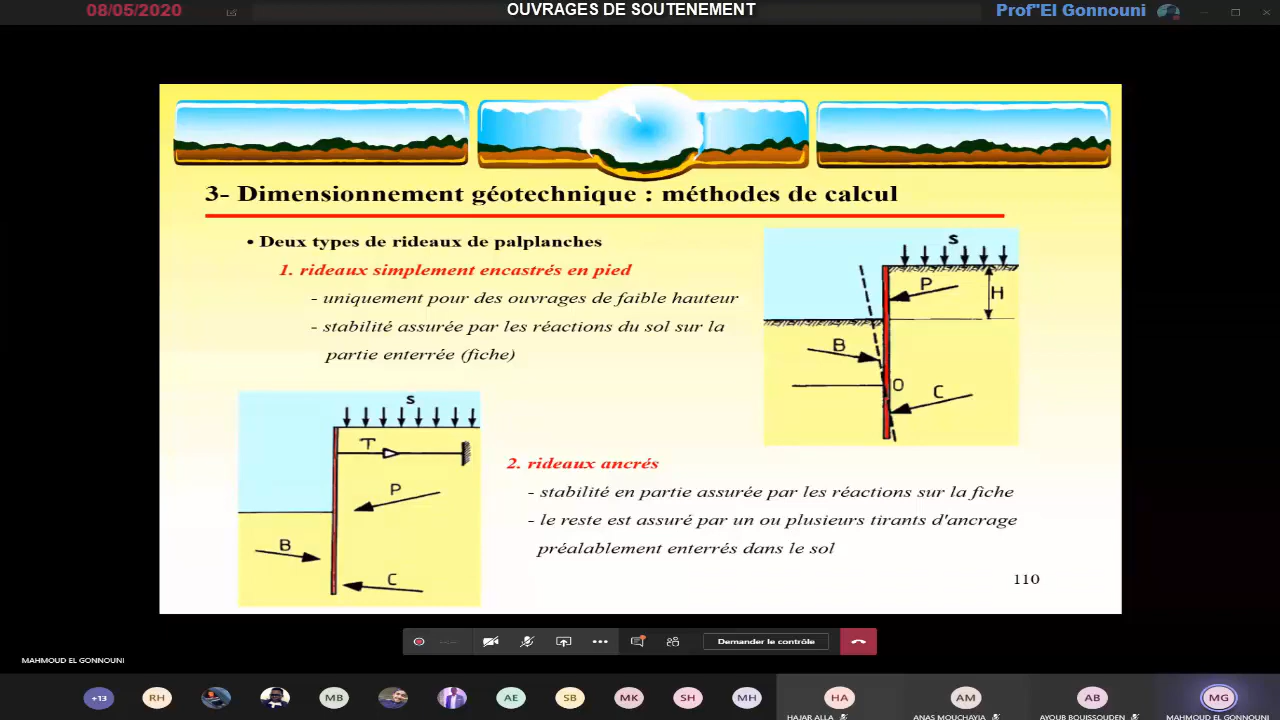 08/05/2020
OUVRAGES DE SOUTENEMENT
Prof"El Gonnouni
3- Dimensionnement géotechnique : méthodes de calcul
• Deux types de rideaux de palplanches
1. rideaux simplement encastrés en pied
- uniquement pour des ouvrages de faible hauteur
- stabilité assurée par les réactions du sol sur la
partie enterrée (fiche)
S
P
H
B
O
C
S
T
P
B
C
2. rideaux ancrés
- stabilité en partie assurée par les réactions sur la fiche
- le reste est assuré par un ou plusieurs tirants d'ancrage
préalablement enterrés dans le sol
110
Demander le contrôle
MAHMOUD EL GONNOUNI
+13
RH
MB
AE
SB
MK
SH
MH
HA
AM
AB
MG
HAJAR ALLA
ANAS MOUCHAYIA
AYOUB BOUISSOUDEN
MAHMOUD EL GONNOUNI